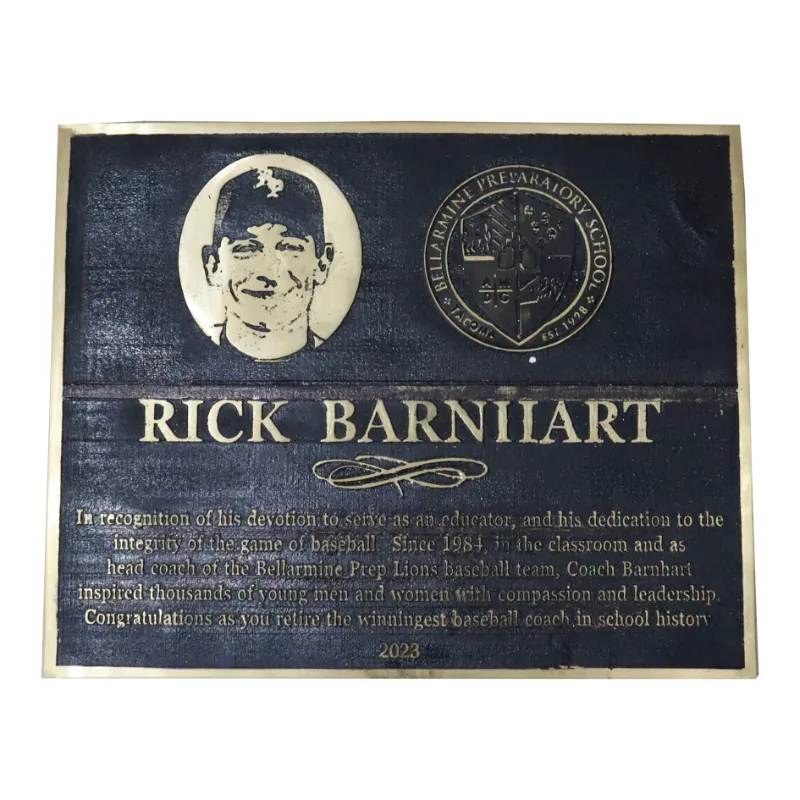 BP
BELLARMINE PREPARATORY SCHOOL
TACOMA EST 1928
A M
D G
RICK BARNHART
In recognition of his devotion to serve as an educator, and his dedication to the
integrity of the game of baseball. Since 1984, in the classroom and as
head coach of the Bellarmine Prep Lions baseball team, Coach Barnhart
inspired thousands of young men and women with compassion and leadership.
Congratulations as you retire the winningest baseball coach in school history
2023